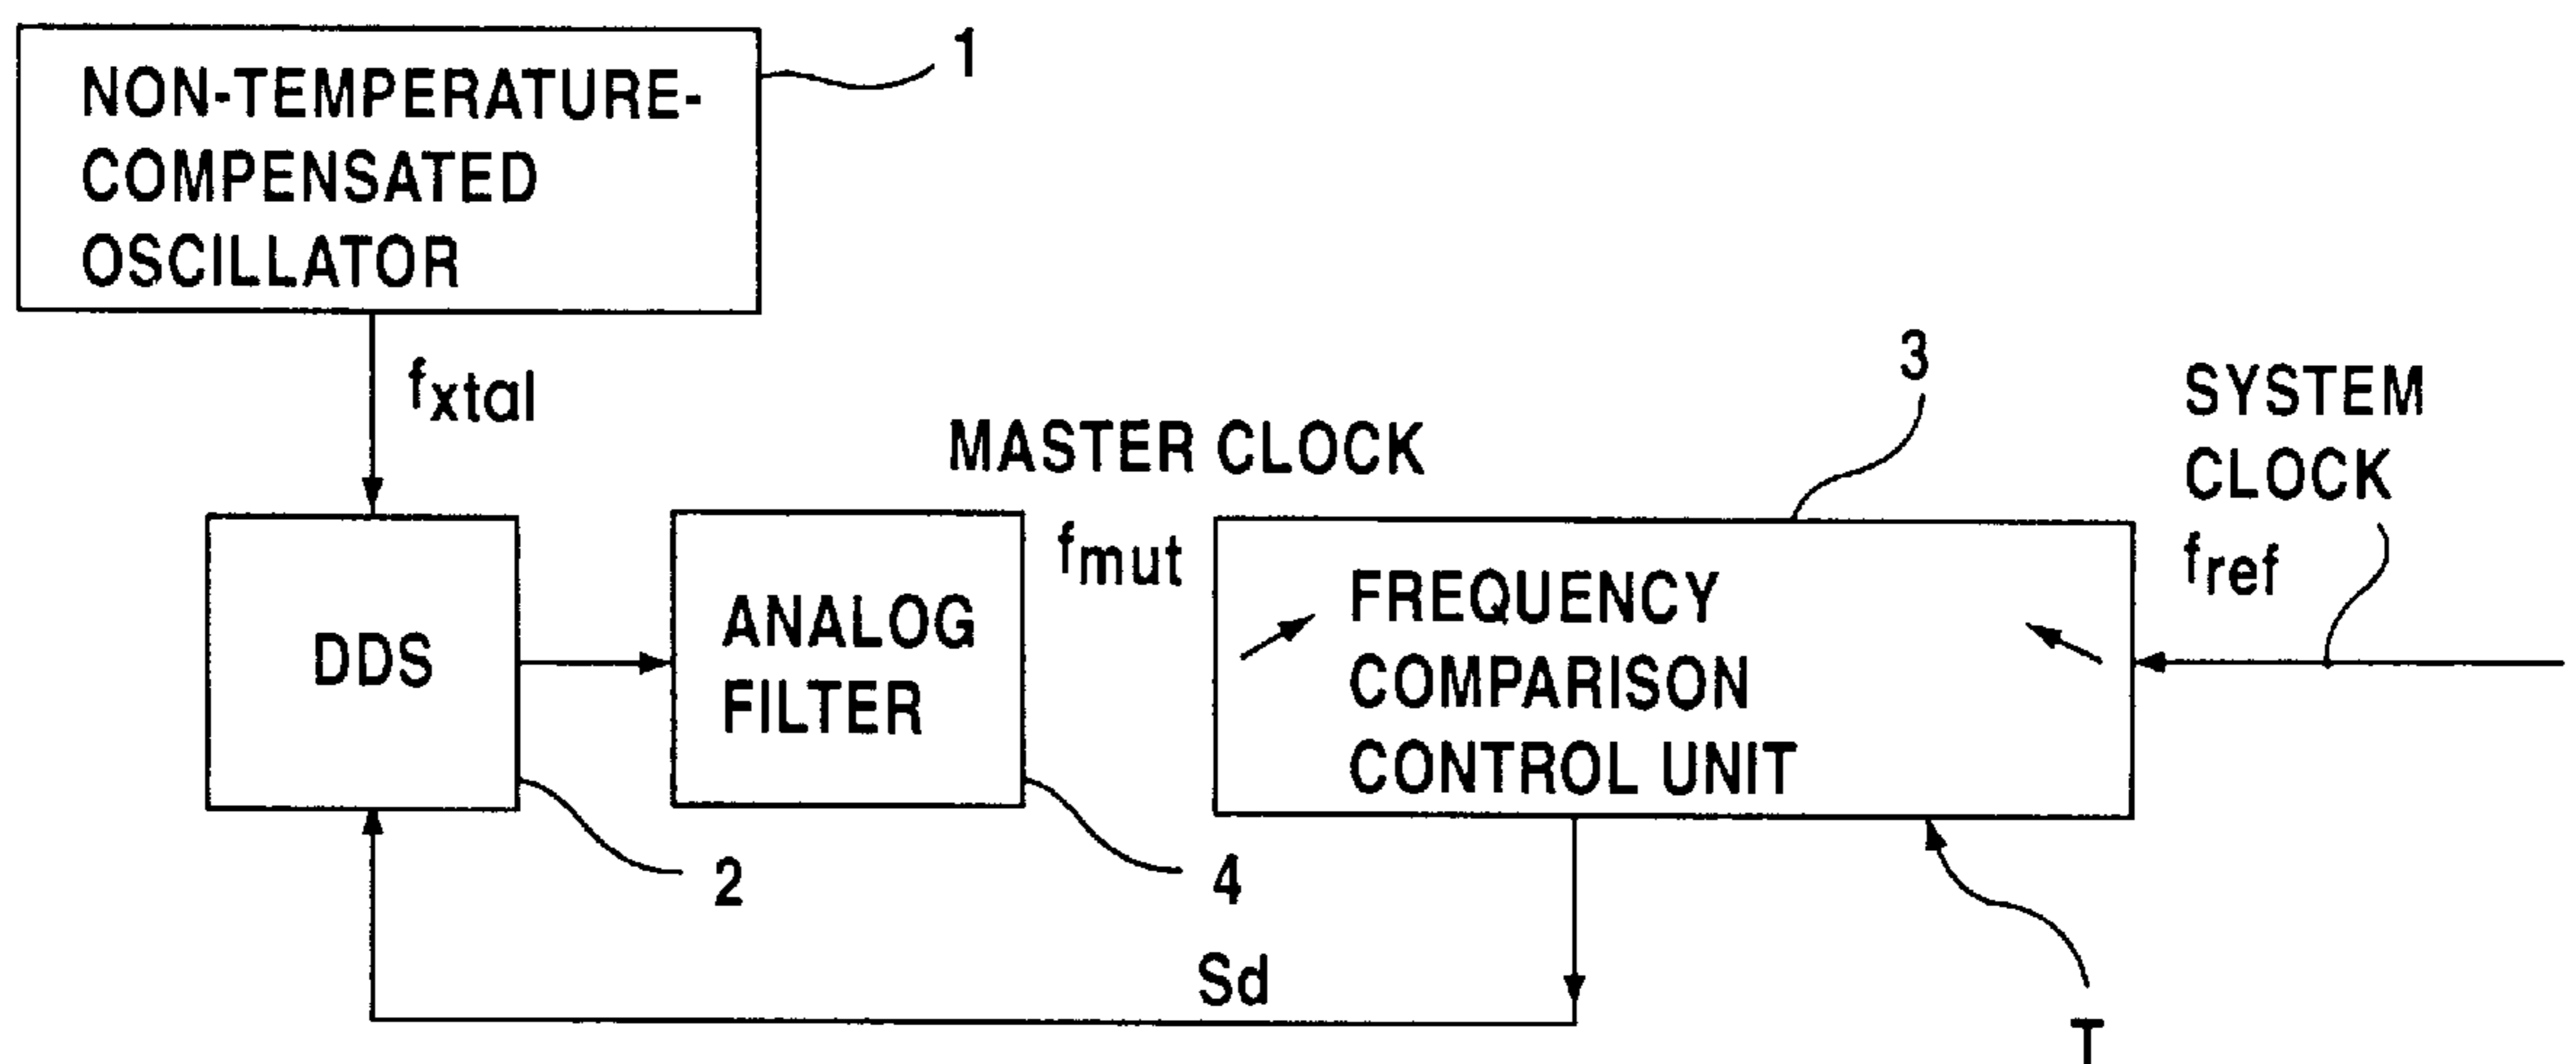 NON-TEMPERATURE-
COMPENSATED
OSCILLATOR
1
fxtal
MASTER CLOCK
fmut
3
SYSTEM
CLOCK
fref
DDS
ANALOG
FILTER
FREQUENCY
COMPARISON
CONTROL UNIT
2
4
Sd
T